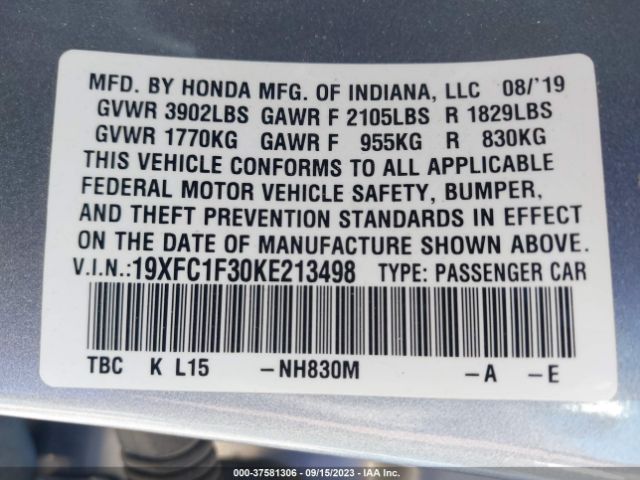 MFD. BY HONDA MFG. OF INDIANA, LLC 08/'19
GVWR 3902LBS GAWR F 2105LBS R 1829LBS
GVWR 1770KG GAWR F 955KG R 830KG
THIS VEHICLE CONFORMS TO ALL APPLICABLE
FEDERAL MOTOR VEHICLE SAFETY, BUMPER,
AND THEFT PREVENTION STANDARDS IN EFFECT
ON THE DATE OF MANUFACTURE SHOWN ABOVE.
V.I.N.:19XFC1F30KE213498 TYPE: PASSENGER CAR
TBC K L15 -NH830M -A -E
000-37581306 - 09/15/2023 - IAA Inc.